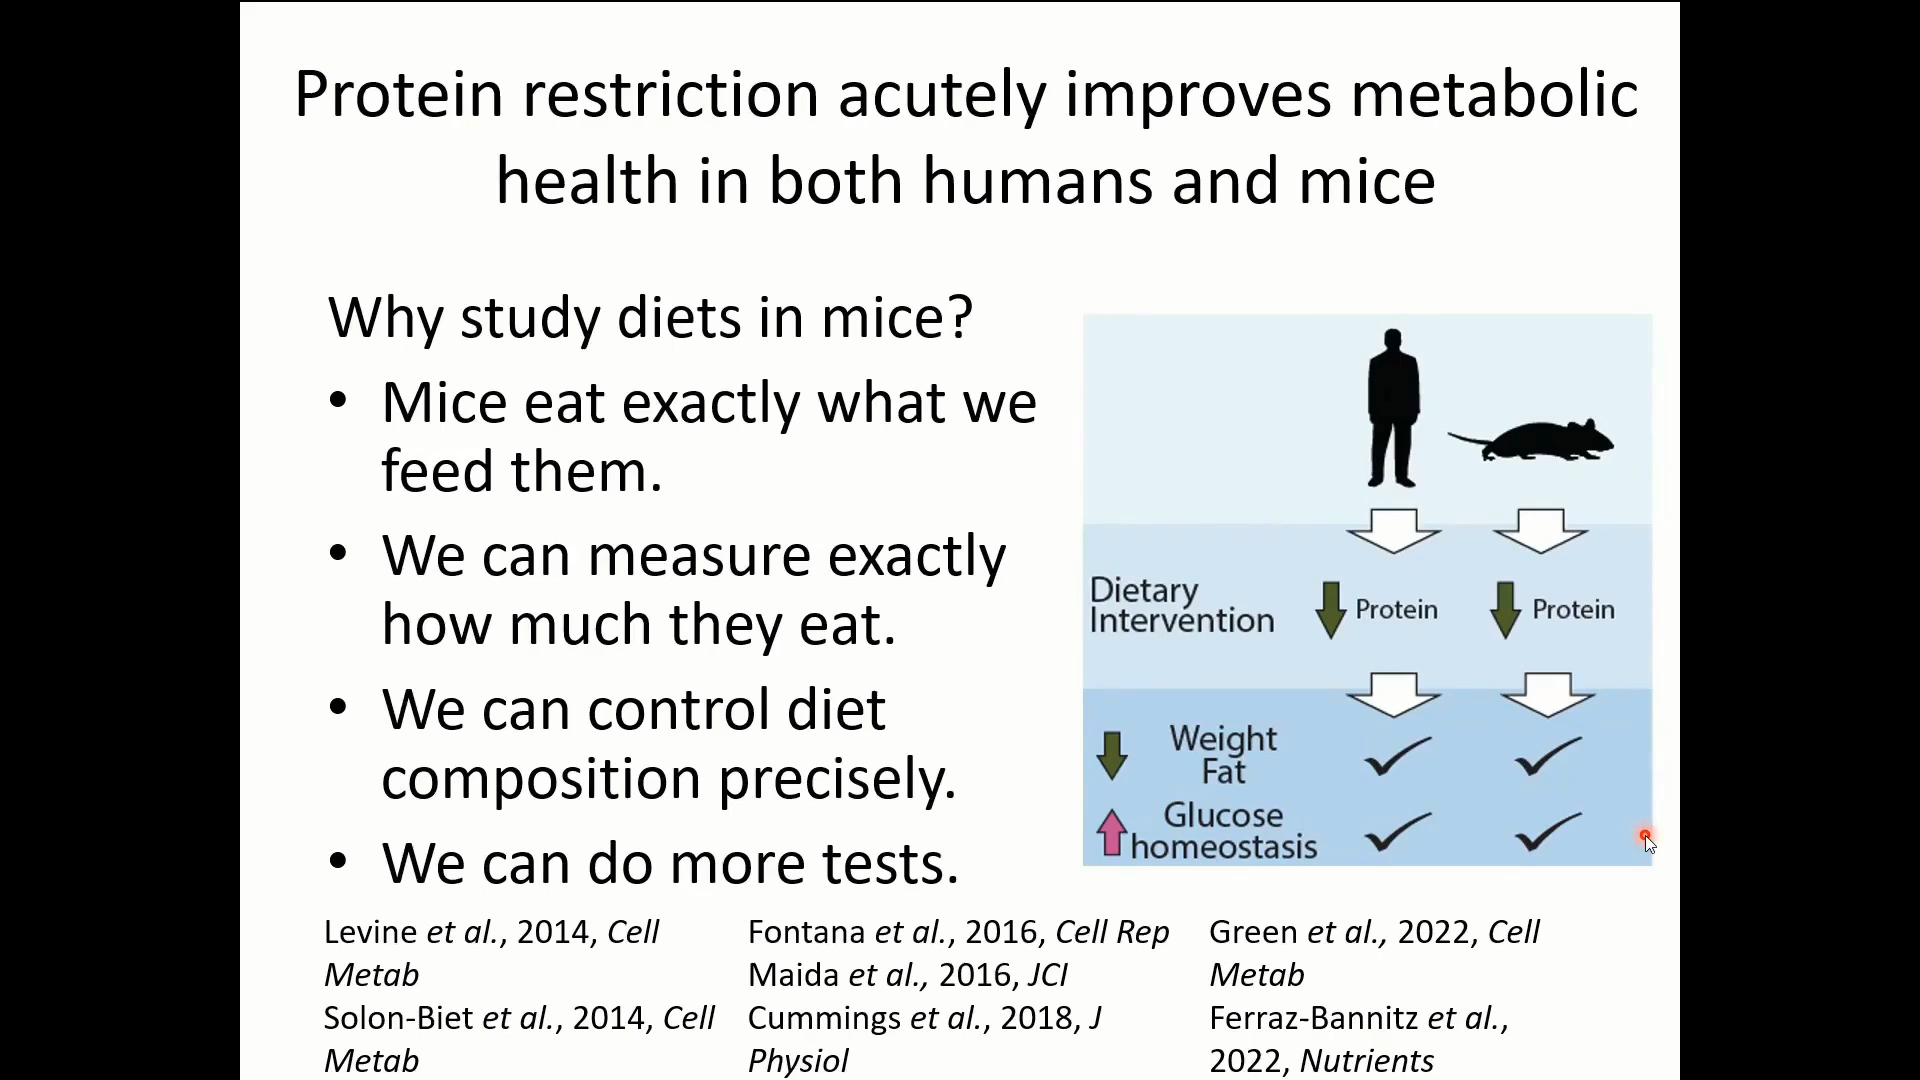 Protein restriction acutely improves metabolic
health in both humans and mice
Why study diets in mice?
• Mice eat exactly what we
feed them.
• We can measure exactly
how much they eat.
• We can control diet
composition precisely.
• We can do more tests.
Dietary
Intervention
Protein
Protein
Weight
Fat
Glucose
homeostasis
Levine et al., 2014, Cell
Metab
Solon-Biet et al., 2014, Cell
Metab
Fontana et al., 2016, Cell Rep
Maida et al., 2016, JCI
Cummings et al., 2018, J
Physiol
Green et al., 2022, Cell
Metab
Ferraz-Bannitz et al.,
2022, Nutrients